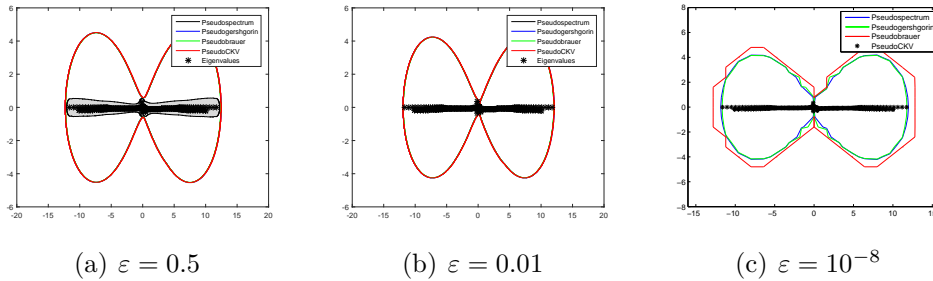 6
4
2
0
-2
-4
-6
-20 -15 -10 -5 0 5 10 15 20
Pseudospectrum
Pseudogershgorin
Pseudobrauer
PseudoCKV
Eigenvalues
(a) ε = 0.5
6
4
2
0
-2
-4
-6
-20 -15 -10 -5 0 5 10 15 20
Pseudospectrum
Pseudogershgorin
Pseudobrauer
PseudoCKV
Eigenvalues
(b) ε = 0.01
8
6
4
2
0
-2
-4
-6
-8
-15 -10 -5 0 5 10 15
Pseudospectrum
Pseudogershgorin
Pseudobrauer
PseudoCKV
(c) ε = 10⁻⁸